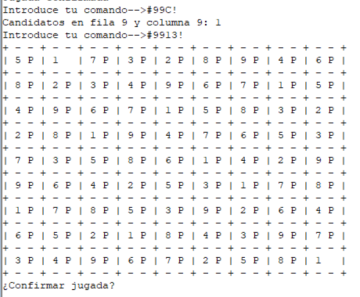 Introduce tu comando-->#99C!
Candidatos en fila 9 y columna 9: 1
Introduce tu comando-->#9913!
+ - - + - - + - - + - - + - - + - - + - - + - - + - - +
| 5 P | 1   | 7 P | 3 P | 2 P | 8 P | 9 P | 4 P | 6 P |
+ - - + - - + - - + - - + - - + - - + - - + - - + - - +
| 8 P | 2 P | 3 P | 4 P | 9 P | 6 P | 7 P | 1 P | 5 P |
+ - - + - - + - - + - - + - - + - - + - - + - - + - - +
| 4 P | 9 P | 6 P | 7 P | 1 P | 5 P | 8 P | 3 P | 2 P |
+ - - + - - + - - + - - + - - + - - + - - + - - + - - +
| 2 P | 8 P | 1 P | 9 P | 4 P | 7 P | 6 P | 5 P | 3 P |
+ - - + - - + - - + - - + - - + - - + - - + - - + - - +
| 7 P | 3 P | 5 P | 8 P | 6 P | 1 P | 4 P | 2 P | 9 P |
+ - - + - - + - - + - - + - - + - - + - - + - - + - - +
| 9 P | 6 P | 4 P | 2 P | 5 P | 3 P | 1 P | 7 P | 8 P |
+ - - + - - + - - + - - + - - + - - + - - + - - + - - +
| 1 P | 7 P | 8 P | 5 P | 3 P | 9 P | 2 P | 6 P | 4 P |
+ - - + - - + - - + - - + - - + - - + - - + - - + - - +
| 6 P | 5 P | 2 P | 1 P | 8 P | 4 P | 3 P | 9 P | 7 P |
+ - - + - - + - - + - - + - - + - - + - - + - - + - - +
| 3 P | 4 P | 9 P | 6 P | 7 P | 2 P | 5 P | 8 P | 1   |
+ - - + - - + - - + - - + - - + - - + - - + - - + - - +
¿Confirmar jugada?